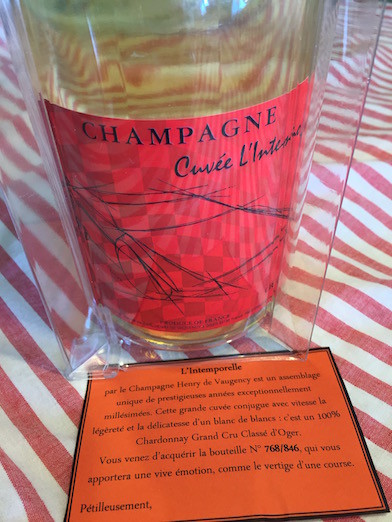 CHAMPAGNE
Cuvée
PRODUCE OF FRANCE
L'Intemporelle
par le Champagne Henry de Vaugency est un assemblage
unique de prestigieuses années exceptionnellement
millésimées. Cette grande cuvée conjugue avec vitesse la
légèreté et la délicatesse d'un blanc de blancs : c'est un 100%
Chardonnay Grand Cru Classé d'Oger.
Vous venez d'acquérir la bouteille N° 768/846, qui vous
apportera une vive émotion, comme le vertige d'une course.
Pétilleusement,